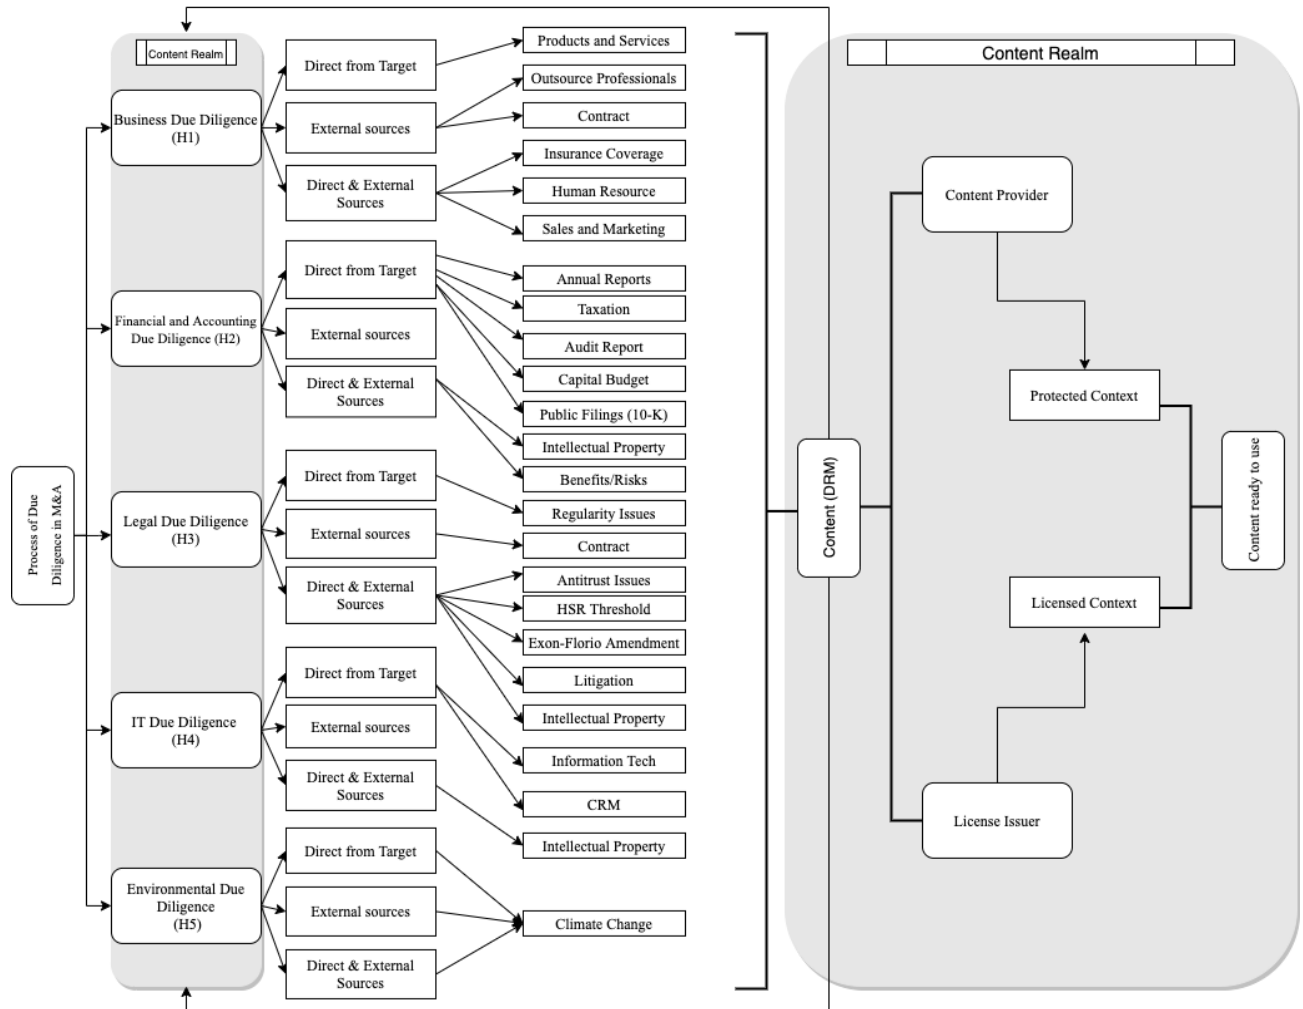 Content Realm
Process of Due
Diligence in M&A
Business Due Diligence
(H1)
Direct from Target
External sources
Direct & External
Sources
Products and Services
Outsource Professionals
Contract
Insurance Coverage
Human Resource
Sales and Marketing
Financial and Accounting
Due Diligence (H2)
Direct from Target
External sources
Direct & External
Sources
Annual Reports
Taxation
Audit Report
Capital Budget
Public Filings (10-K)
Intellectual Property
Benefits/Risks
Legal Due Diligence
(H3)
Direct from Target
External sources
Direct & External
Sources
Regularity Issues
Contract
Antitrust Issues
HSR Threshold
Exon-Florio Amendment
Litigation
Intellectual Property
IT Due Diligence
(H4)
Direct from Target
External sources
Direct & External
Sources
Information Tech
CRM
Intellectual Property
Environmental Due
Diligence
(H5)
Direct from Target
External sources
Direct & External
Sources
Climate Change
Content (DRM)
Content Realm
Content Provider
Protected Context
Licensed Context
License Issuer
Content ready to use